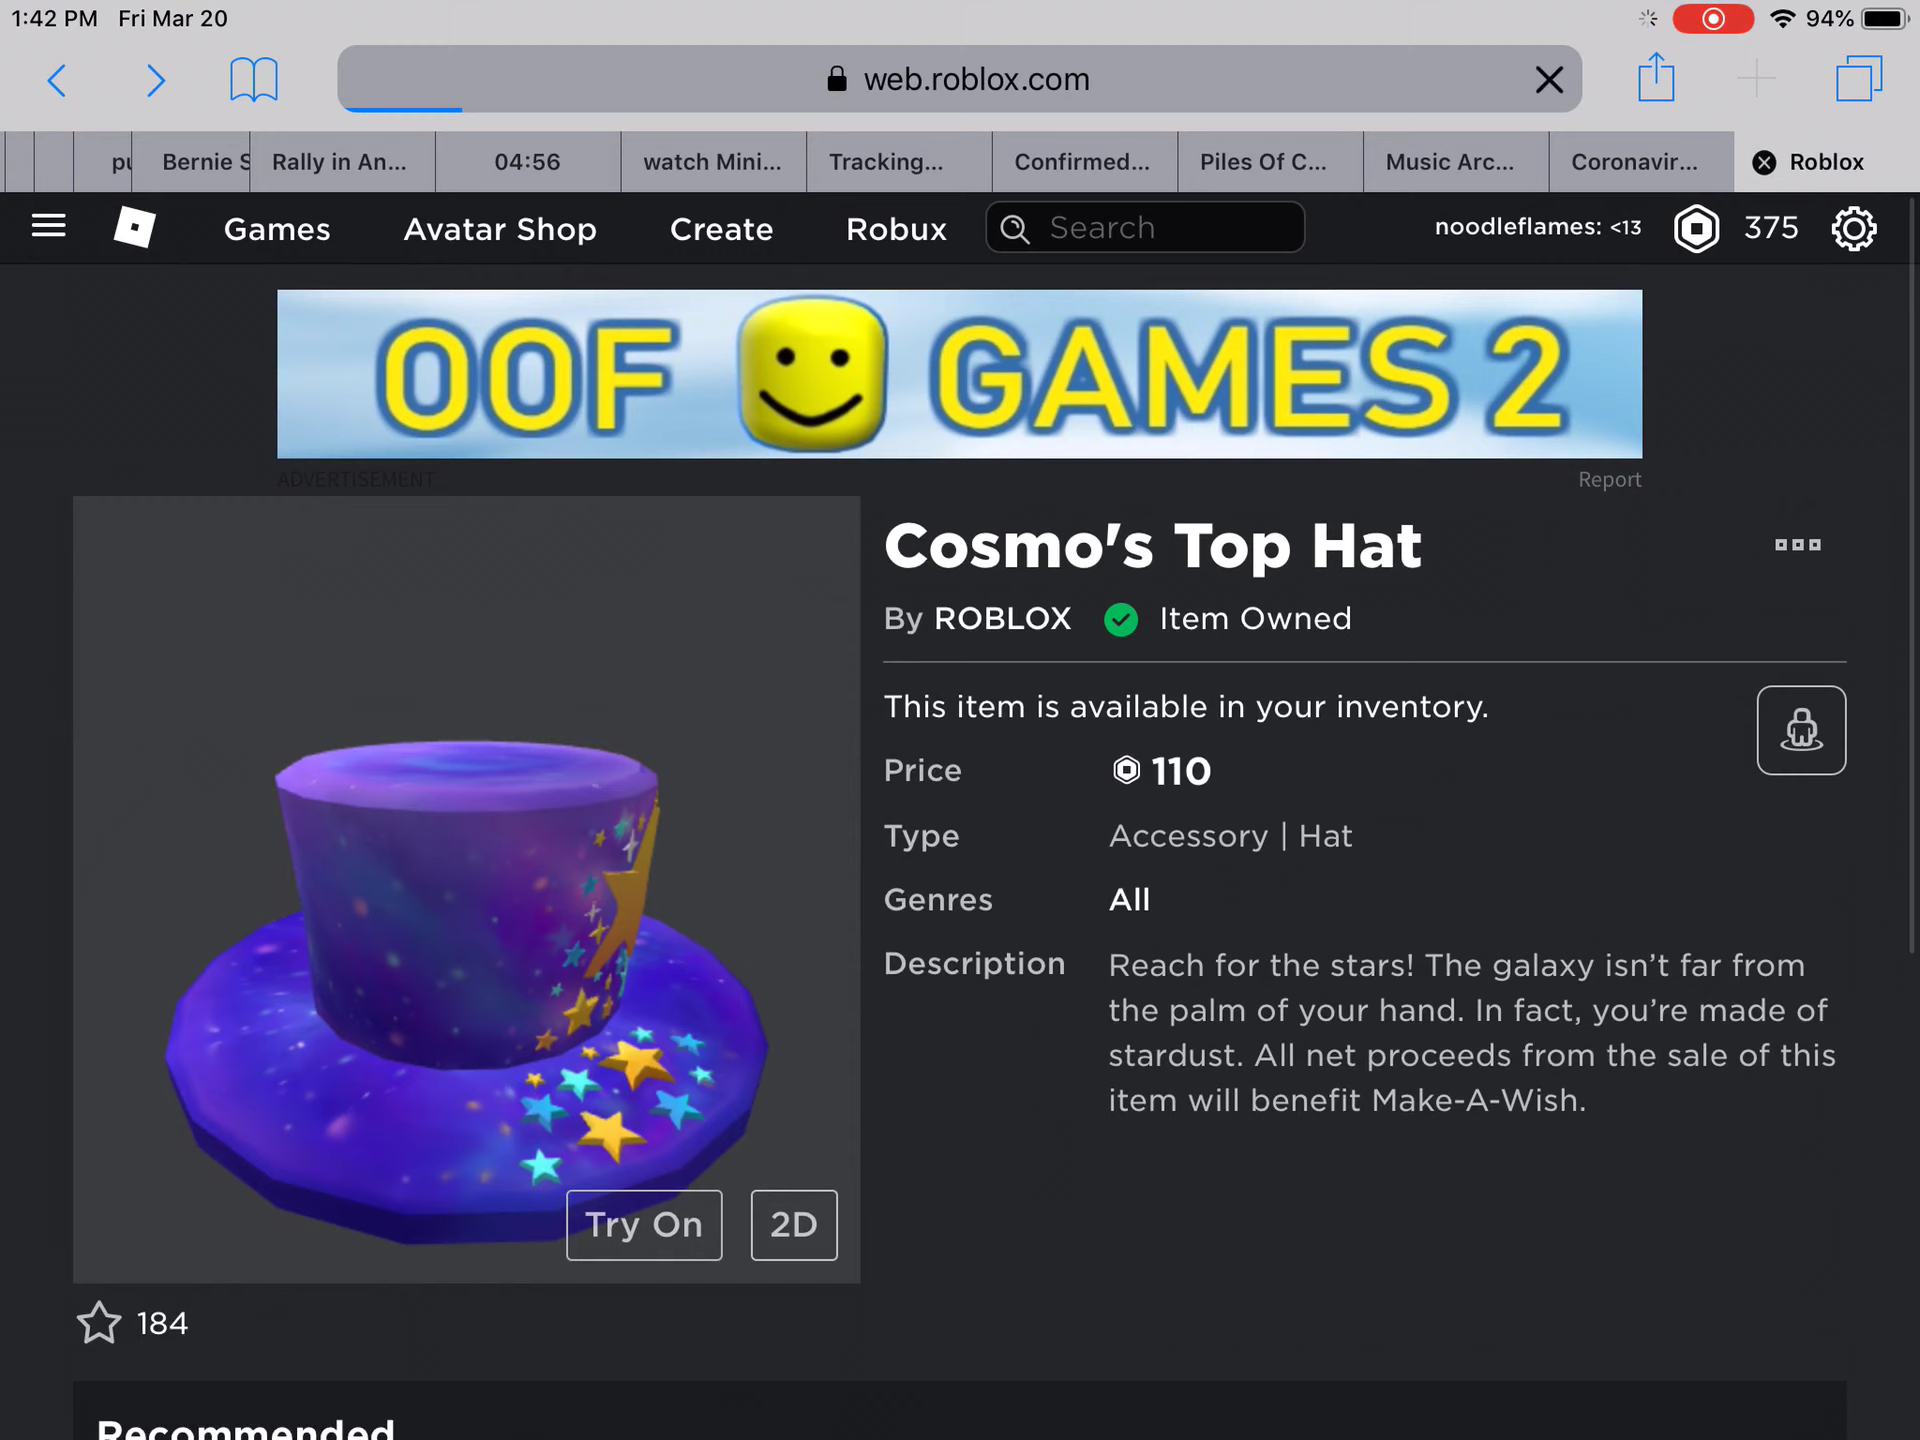 1:42 PM Fri Mar 20
94%
web.roblox.com
Bernie S
Rally in An...
04:56
watch Mini...
Tracking...
Confirmed...
Piles Of C...
Music Arc...
Coronavir...
Roblox
Games
Avatar Shop
Create
Robux
Search
noodleflames: <13
375
OOF GAMES 2
ADVERTISEMENT
Report
Cosmo's Top Hat
By ROBLOX
Item Owned
This item is available in your inventory.
Price 110
Type Accessory | Hat
Genres All
Description Reach for the stars! The galaxy isn’t far from
the palm of your hand. In fact, you’re made of
stardust. All net proceeds from the sale of this
item will benefit Make-A-Wish.
Try On
2D
184
Recommended